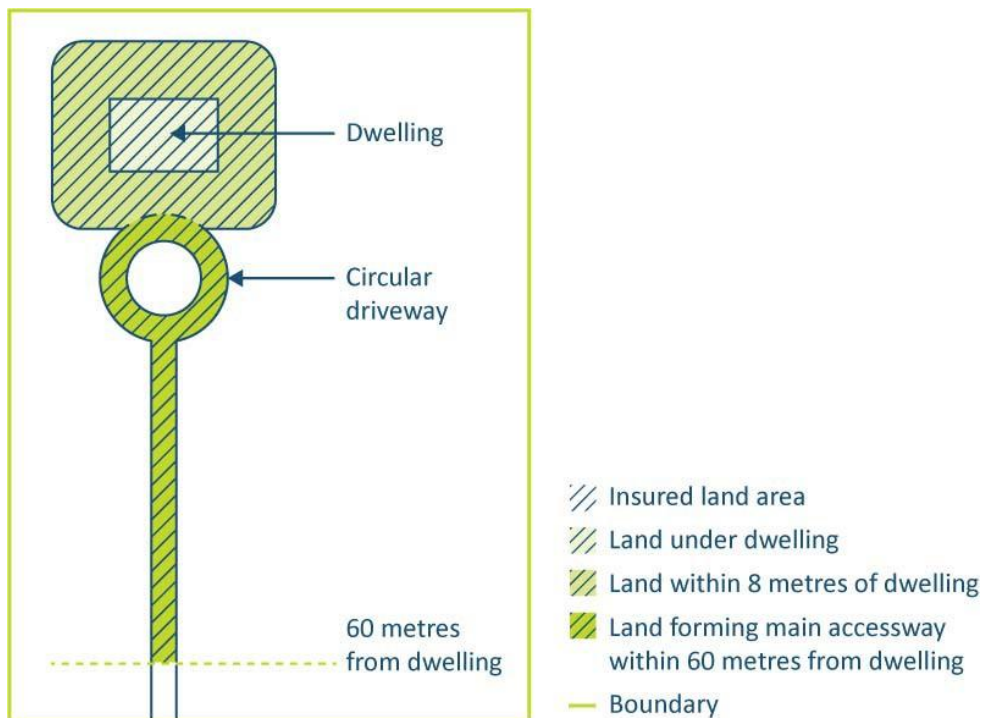 Dwelling
Circular
driveway
60 metres
from dwelling
Insured land area
Land under dwelling
Land within 8 metres of dwelling
Land forming main accessway
within 60 metres from dwelling
Boundary